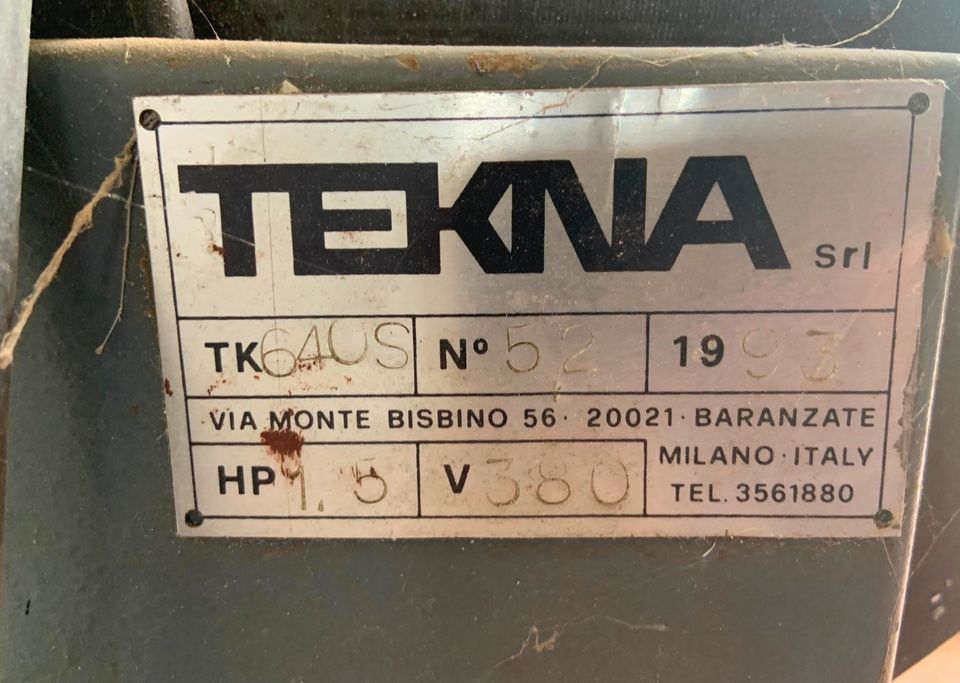 TEKNA srl
TK 640S Nº 52 1993
VIA MONTE BISBINO 56 · 20021 · BARANZATE
HP 1,5 V 380 MILANO · ITALY
TEL. 3561880